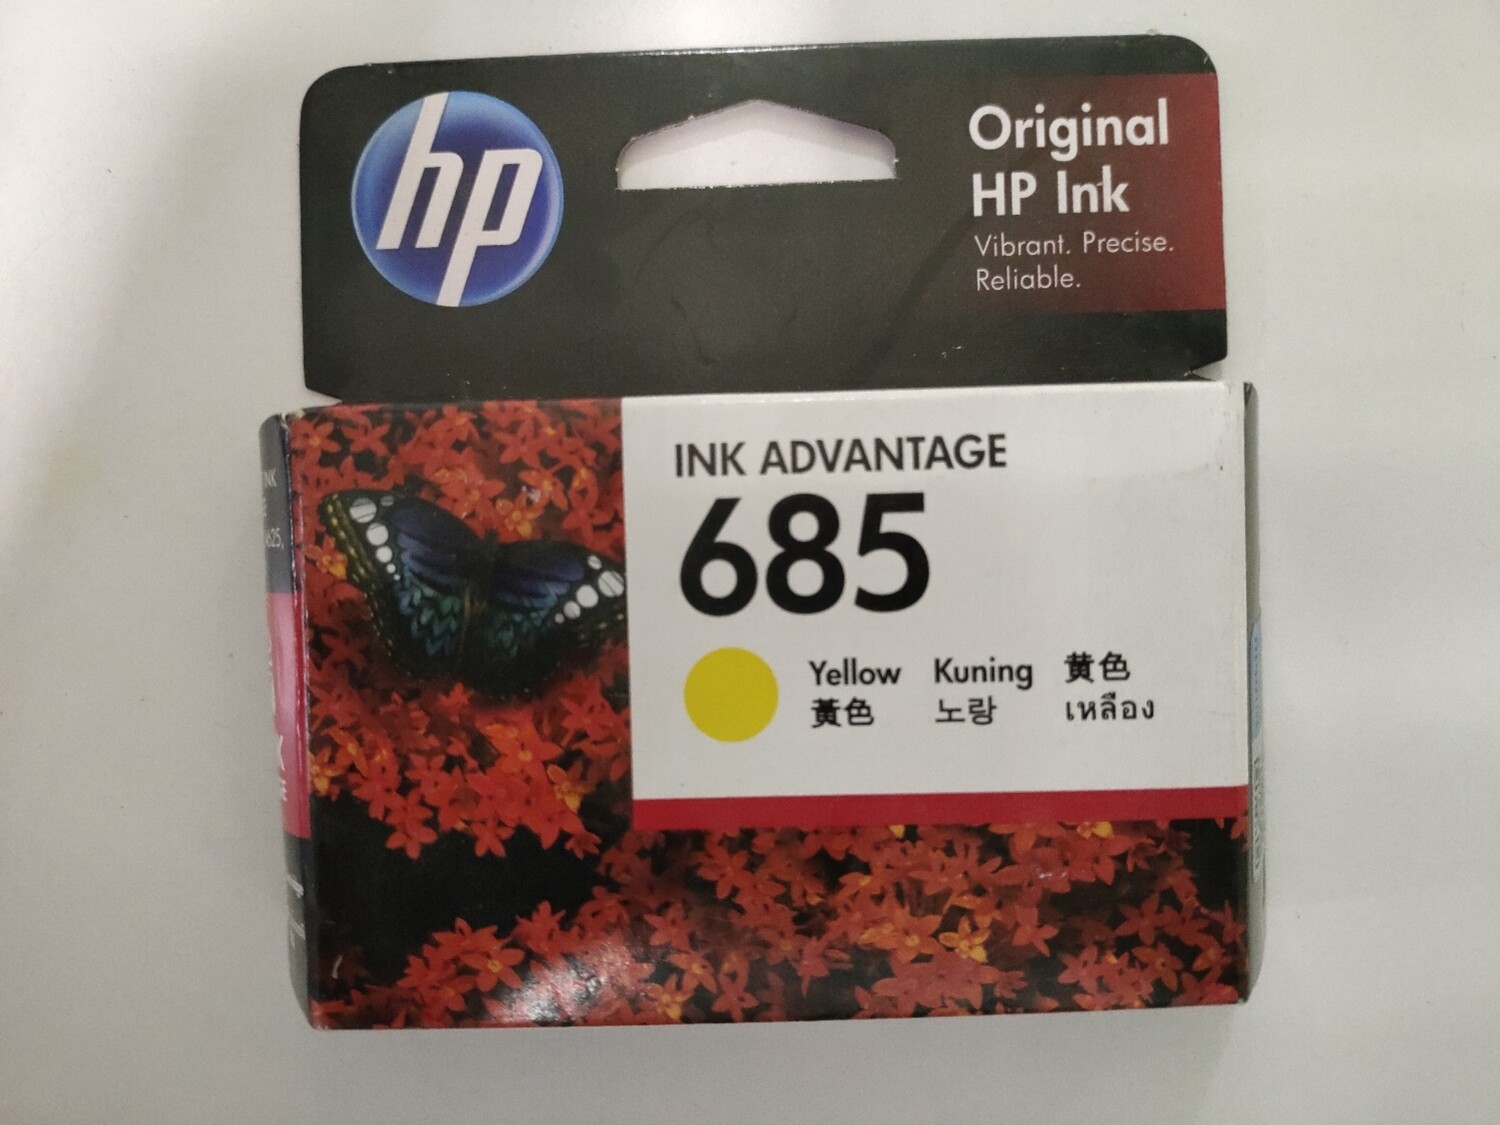 hp
Original
HP Ink
Vibrant. Precise.
Reliable.
INK ADVANTAGE
685
Yellow Kuning 黄色
黃色 노랑 เหลือง